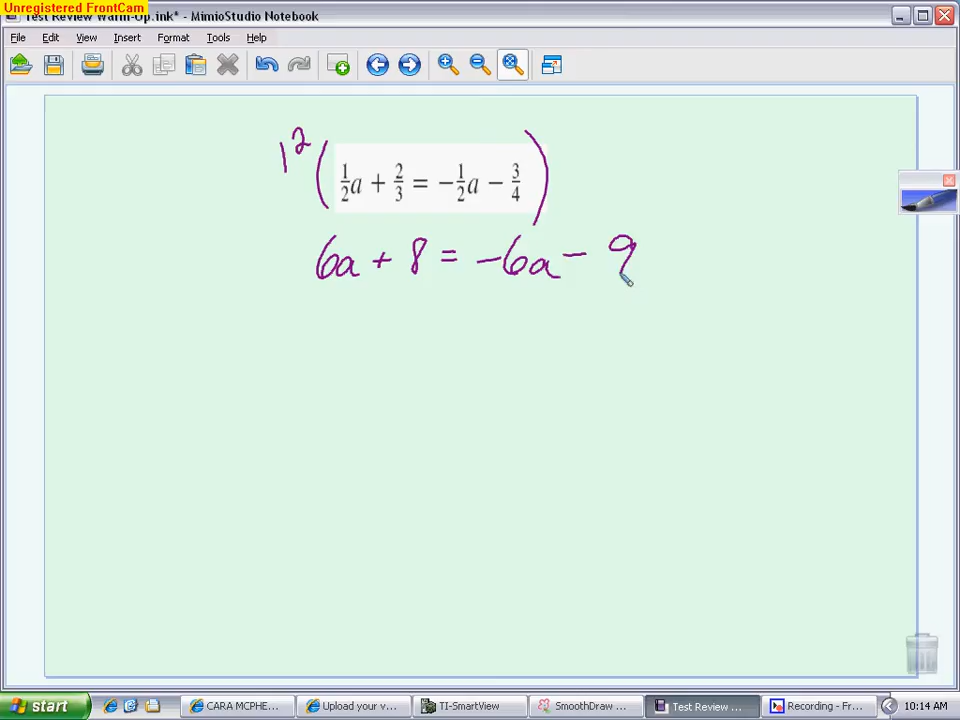 Unregistered FrontCam
Test Review Warm-Up.ink* - MimioStudio Notebook
File Edit View Insert Format Tools Help
12 ( 1/2 a + 2/3 = - 1/2 a - 3/4 )
6a + 8 = -6a - 9
start CARA MCPHE... Upload your v... TI-SmartView SmoothDraw ... Test Review ... Recording - Fr... 10:14 AM